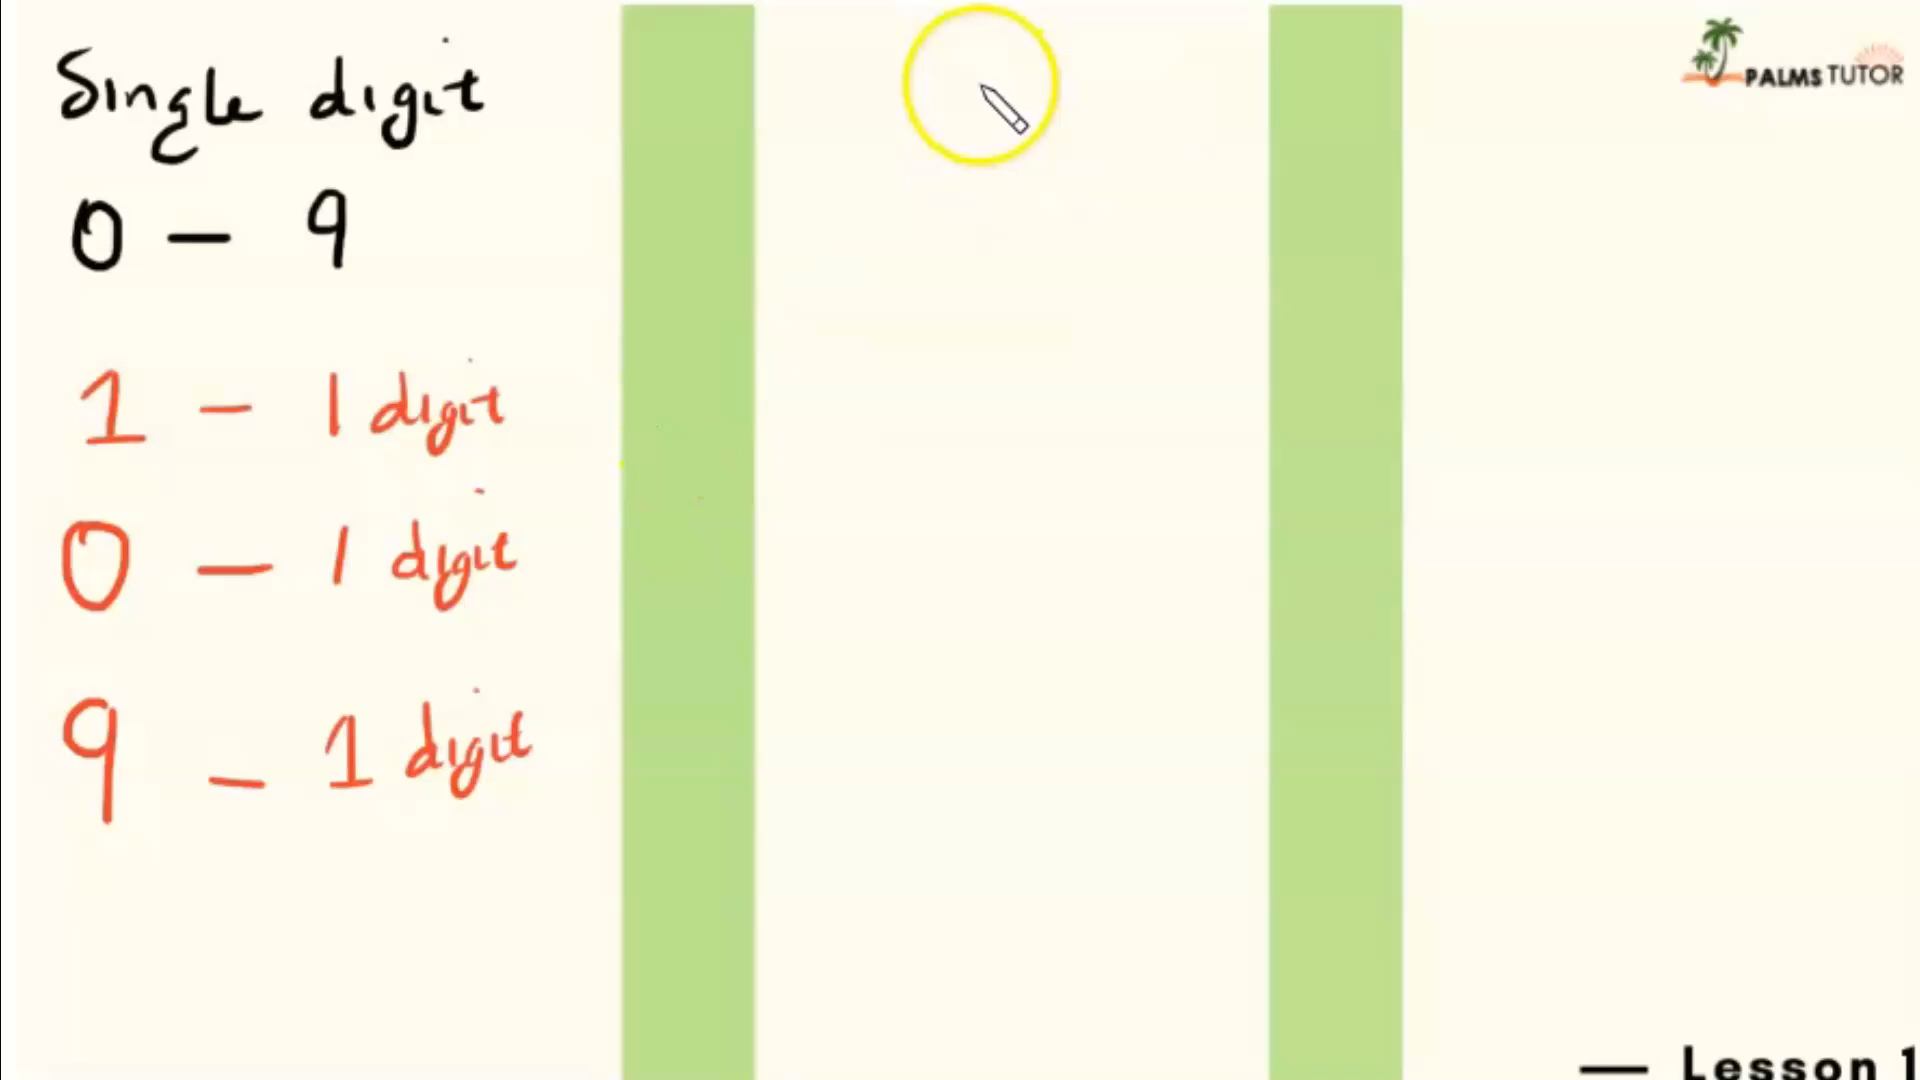 Single digit
0 – 9
1 – 1 digit
0 – 1 digit
9 – 1 digit
PALMS TUTOR
— Lesson 1